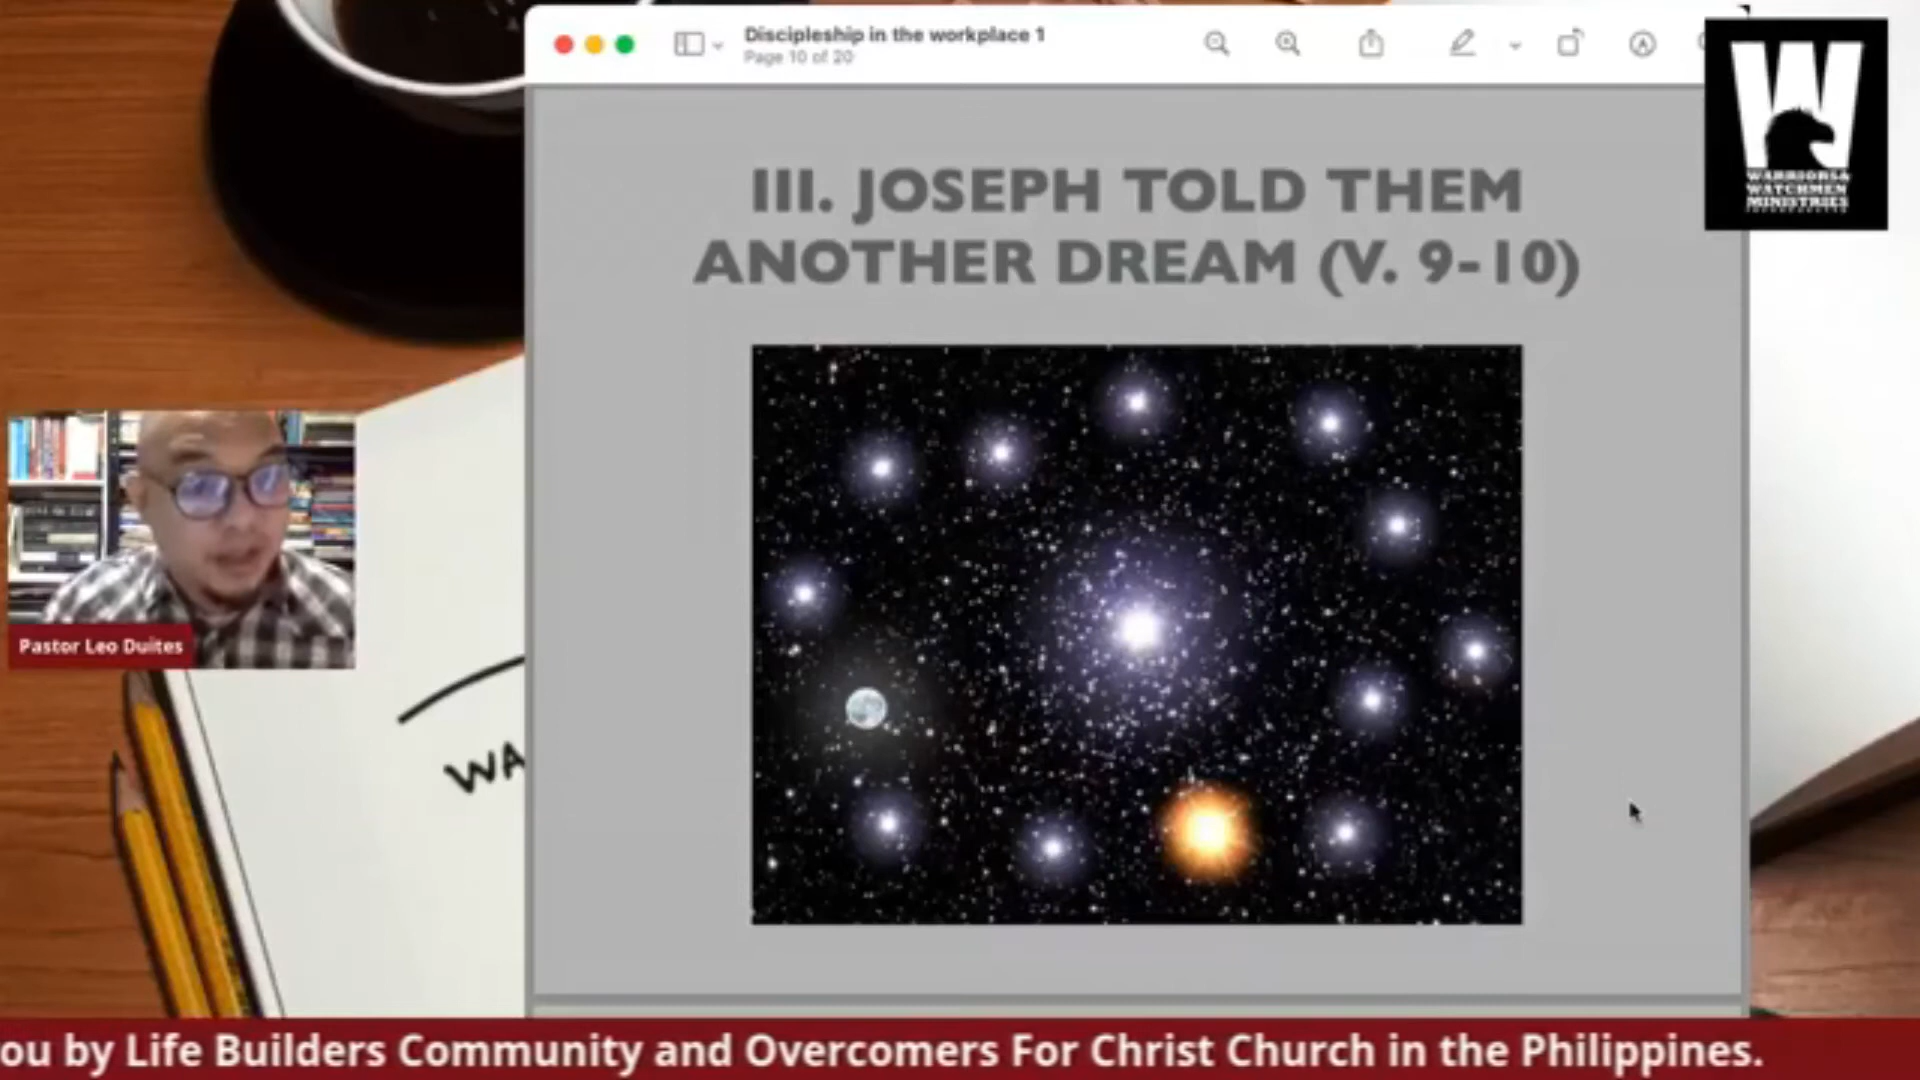 Discipleship in the workplace 1
Page 10 of 20
III. JOSEPH TOLD THEM
ANOTHER DREAM (V. 9-10)
WARRIORS &
WATCHMEN
MINISTRIES
Pastor Leo Duites
WA
ou by Life Builders Community and Overcomers For Christ Church in the Philippines.